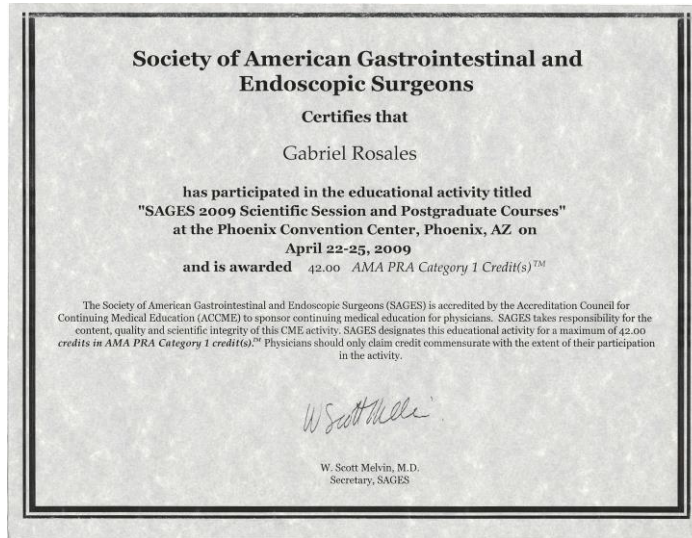 Society of American Gastrointestinal and
Endoscopic Surgeons
Certifies that
Gabriel Rosales
has participated in the educational activity titled
"SAGES 2009 Scientific Session and Postgraduate Courses"
at the Phoenix Convention Center, Phoenix, AZ on
April 22-25, 2009
and is awarded 42.00 AMA PRA Category 1 Credit(s)™
The Society of American Gastrointestinal and Endoscopic Surgeons (SAGES) is accredited by the Accreditation Council for
Continuing Medical Education (ACCME) to sponsor continuing medical education for physicians. SAGES takes responsibility for the
content, quality and scientific integrity of this CME activity. SAGES designates this educational activity for a maximum of 42.00
credits in AMA PRA Category 1 credit(s).™ Physicians should only claim credit commensurate with the extent of their participation
in the activity.
W Scott Melvin
W. Scott Melvin, M.D.
Secretary, SAGES